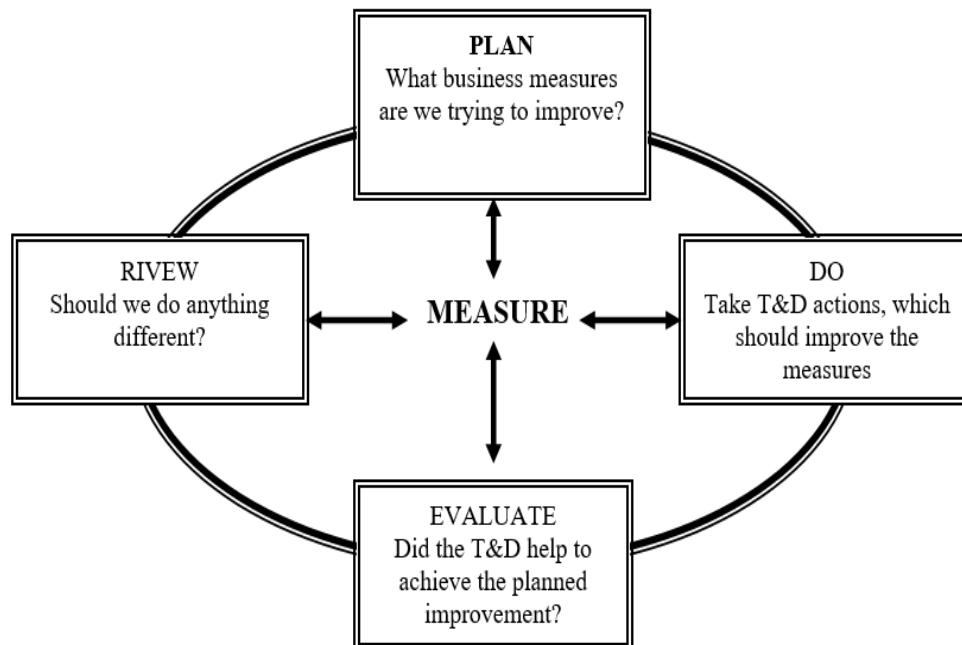 PLAN
What business measures
are we trying to improve?
RIVEW
Should we do anything
different?
MEASURE
DO
Take T&D actions, which
should improve the
measures
EVALUATE
Did the T&D help to
achieve the planned
improvement?